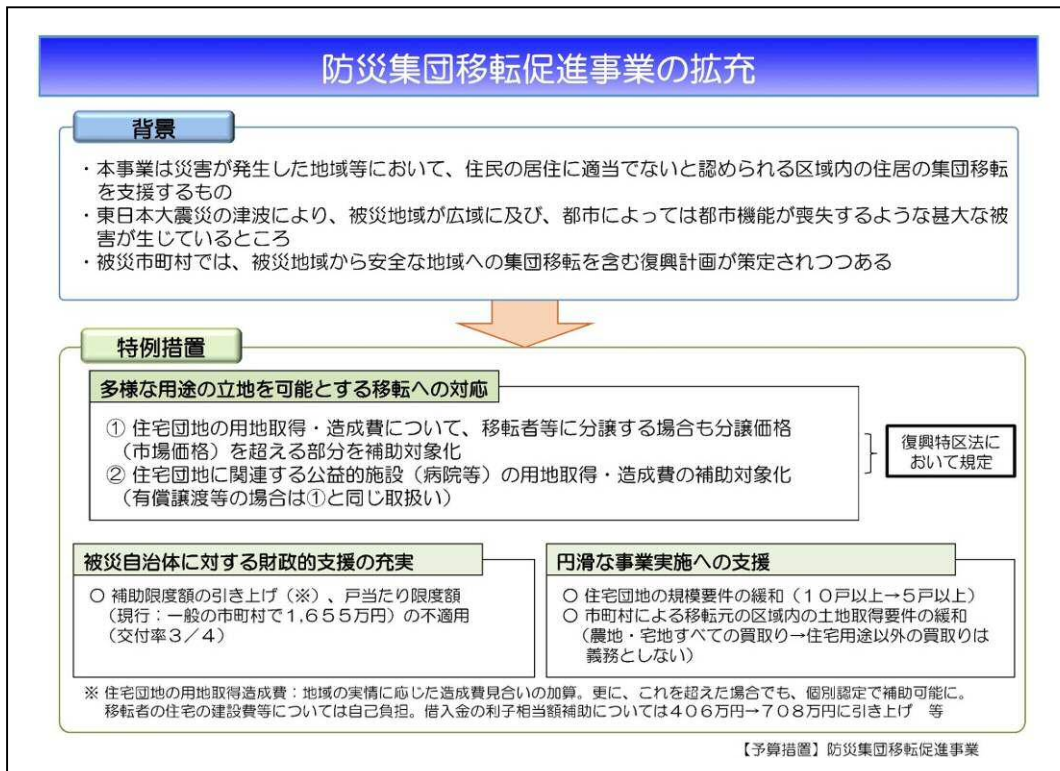 防災集団移転促進事業の拡充
背景
・本事業は災害が発生した地域等において、住民の居住に適当でないと認められる区域内の住居の集団移転
を支援するもの
・東日本大震災の津波により、被災地域が広域に及び、都市によっては都市機能が喪失するような甚大な被
害が生じているところ
・被災市町村では、被災地域から安全な地域への集団移転を含む復興計画が策定されつつある
特例措置
多様な用途の立地を可能とする移転への対応
① 住宅団地の用地取得・造成費について、移転者等に分譲する場合も分譲価格
（市場価格）を超える部分を補助対象化
② 住宅団地に関連する公益的施設（病院等）の用地取得・造成費の補助対象化
（有償譲渡等の場合は①と同じ取扱い）
復興特区法に
おいて規定
被災自治体に対する財政的支援の充実
○ 補助限度額の引き上げ（※）、戸当たり限度額
（現行：一般の市町村で１,６５５万円）の不適用
（交付率３／４）
円滑な事業実施への支援
○ 住宅団地の規模要件の緩和（１０戸以上→５戸以上）
○ 市町村による移転元の区域内の土地取得要件の緩和
（農地・宅地すべての買取り→住宅用途以外の買取りは
義務としない）
※ 住宅団地の用地取得造成費：地域の実情に応じた造成費見合いの加算。更に、これを超えた場合でも、個別認定で補助可能に。
移転者の住宅の建設費等については自己負担。借入金の利子相当額補助については４０６万円→７０８万円に引き上げ　等
【予算措置】防災集団移転促進事業